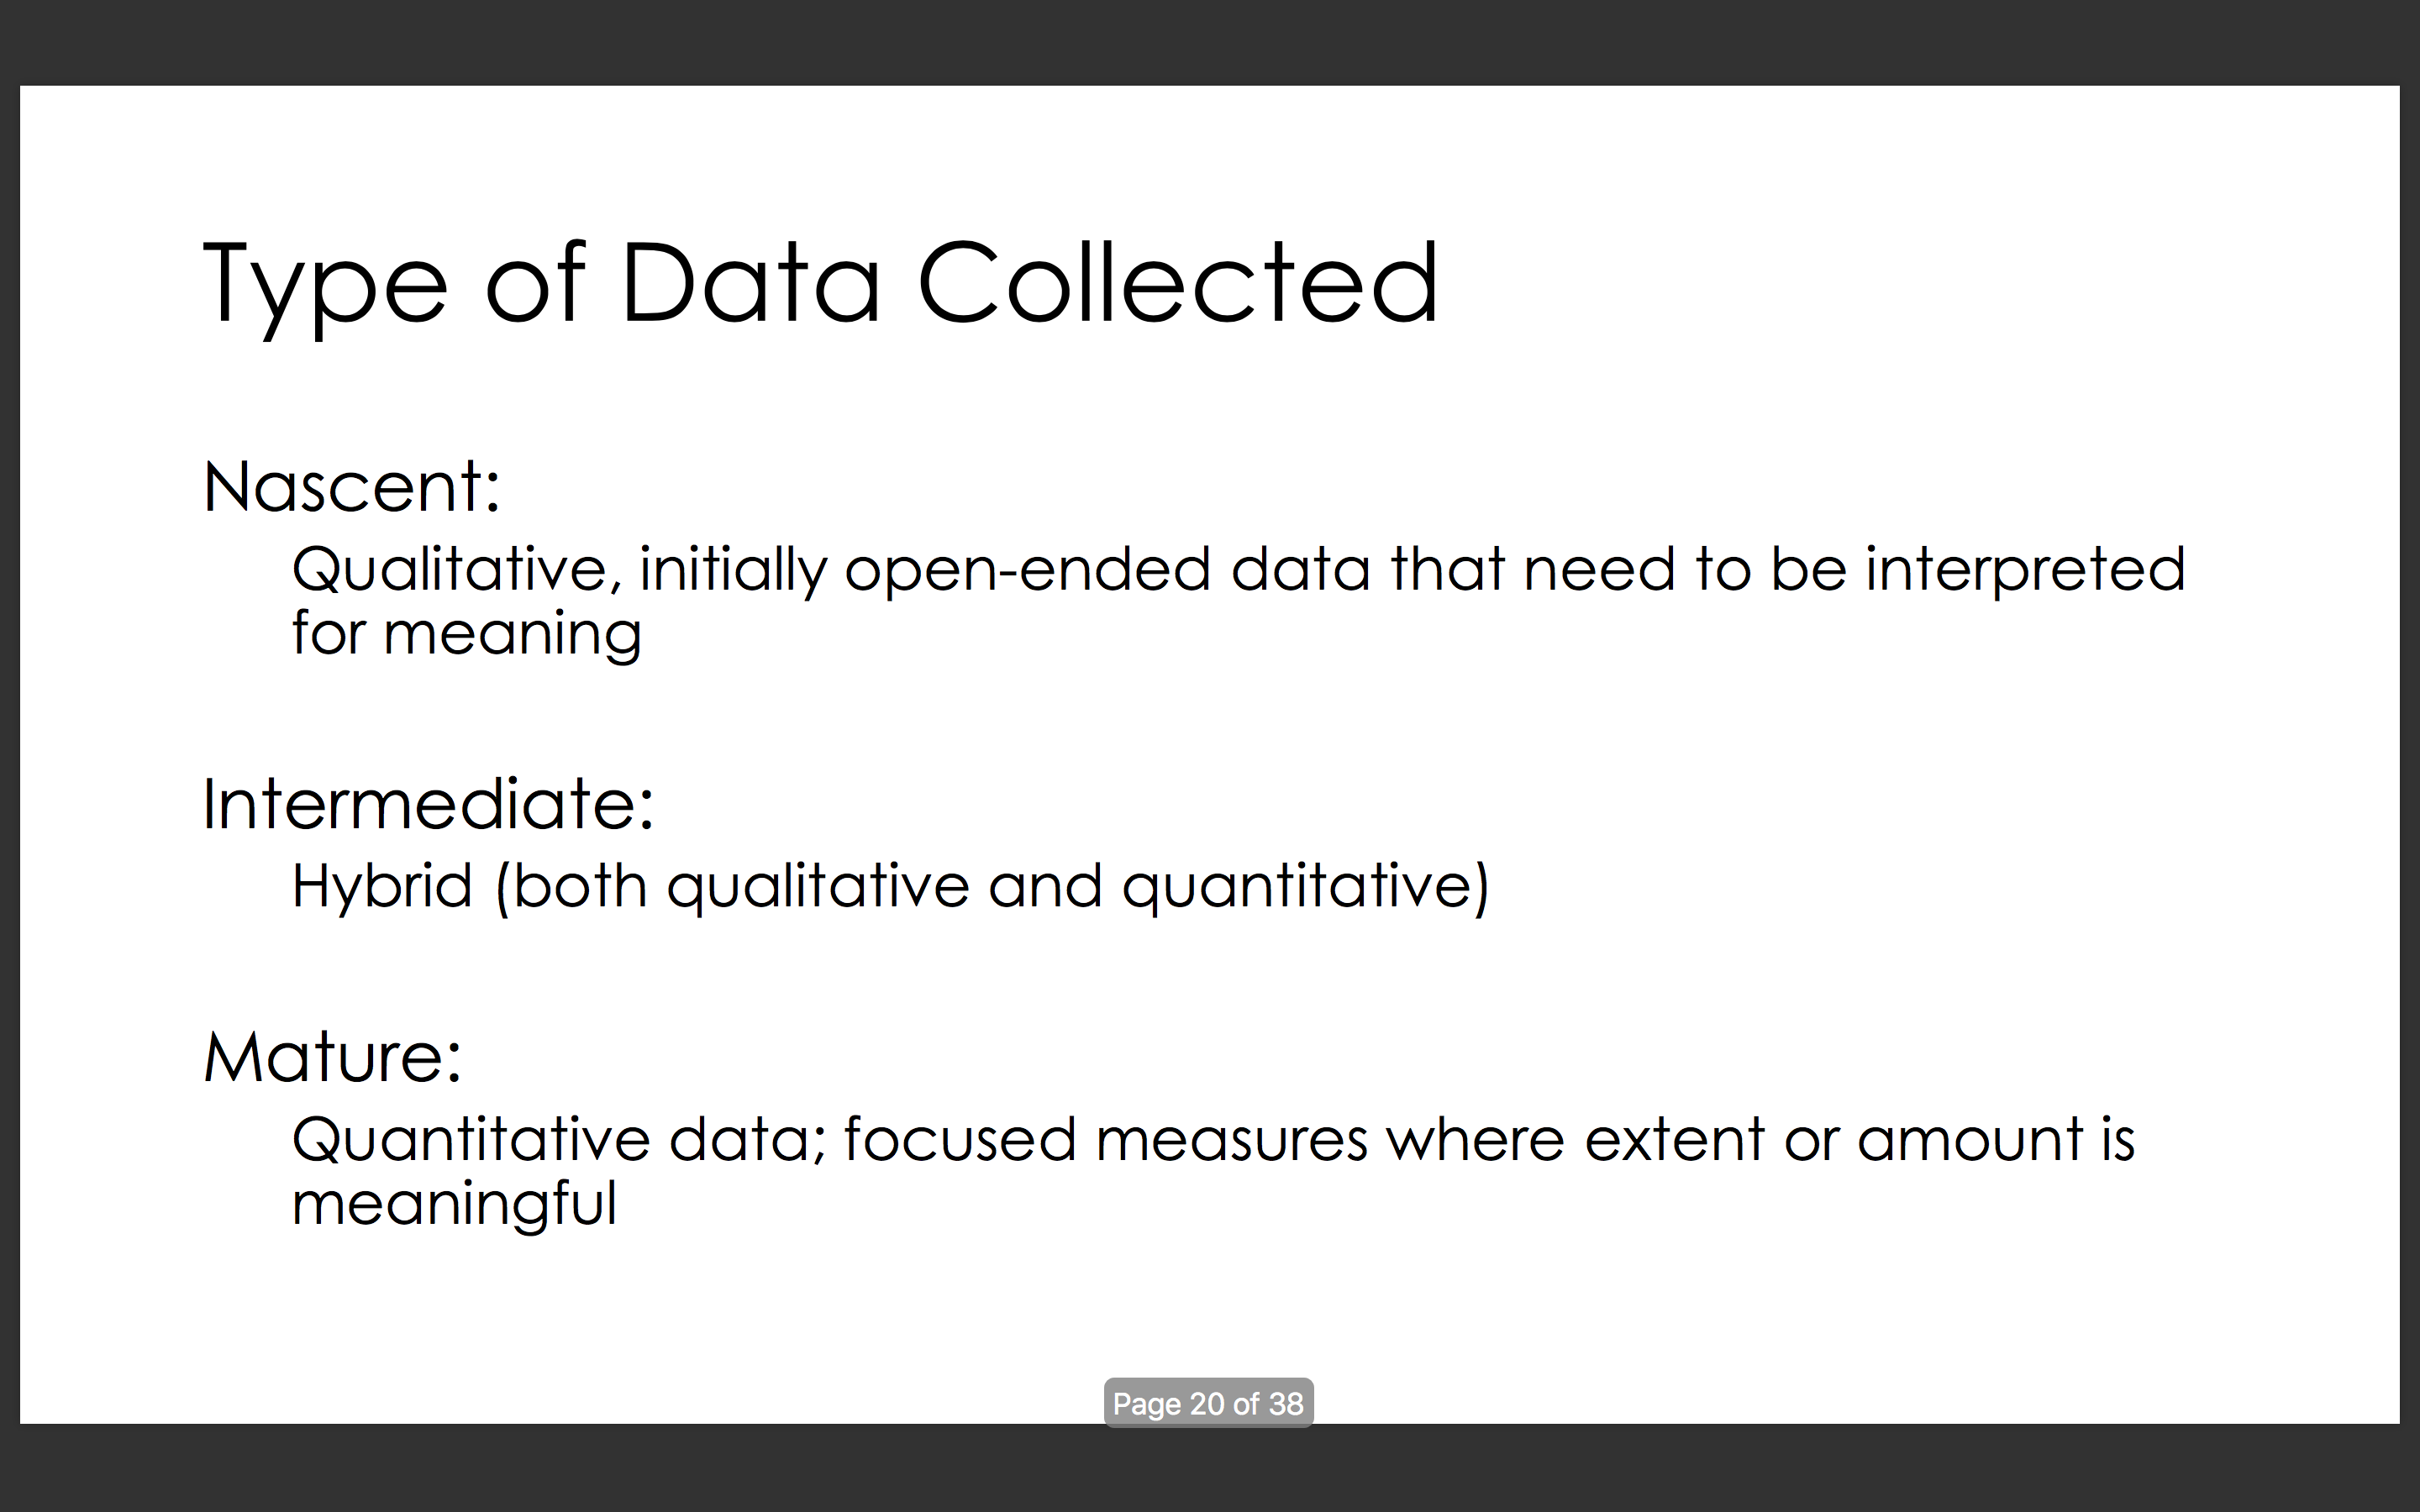 Type of Data Collected
Nascent:
Qualitative, initially open-ended data that need to be interpreted
for meaning
Intermediate:
Hybrid (both qualitative and quantitative)
Mature:
Quantitative data; focused measures where extent or amount is
meaningful
Page 20 of 38